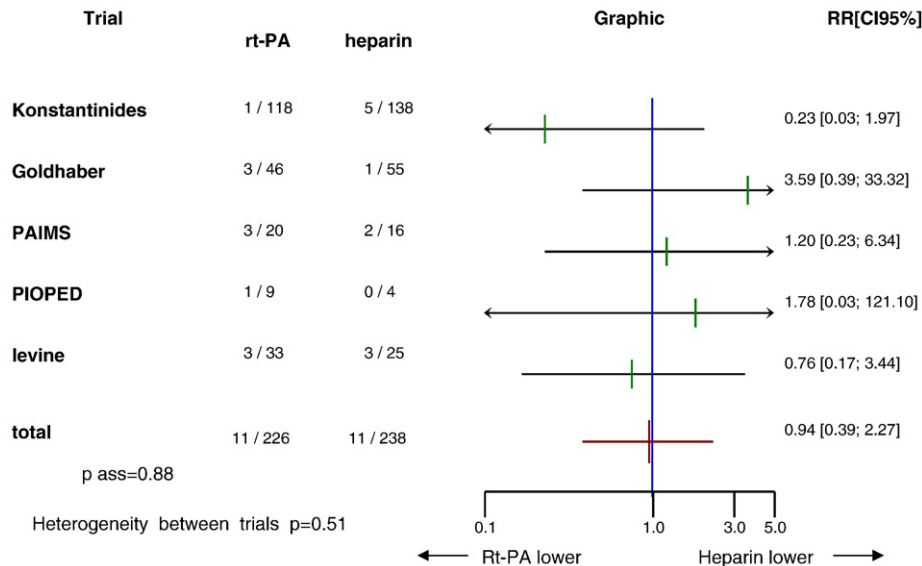 Trial rt-PA heparin Graphic RR[CI95%]
Konstantinides 1 / 118 5 / 138 0.23 [0.03; 1.97]
Goldhaber 3 / 46 1 / 55 3.59 [0.39; 33.32]
PAIMS 3 / 20 2 / 16 1.20 [0.23; 6.34]
PIOPED 1 / 9 0 / 4 1.78 [0.03; 121.10]
levine 3 / 33 3 / 25 0.76 [0.17; 3.44]
total 11 / 226 11 / 238 0.94 [0.39; 2.27]
p ass=0.88
Heterogeneity between trials p=0.51
0.1 1.0 3.0 5.0
Rt-PA lower Heparin lower